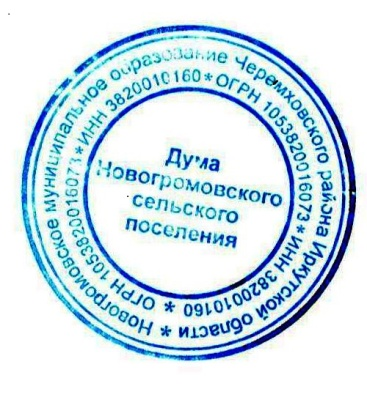 Новогромовское муниципальное образование Черемховского района Иркутской области *
ОГРН 1053820016073 * ИНН 3820010160 * ОГРН 1053820016073 * ИНН 3820010160 *
Дума
Новогромовского
сельского
поселения